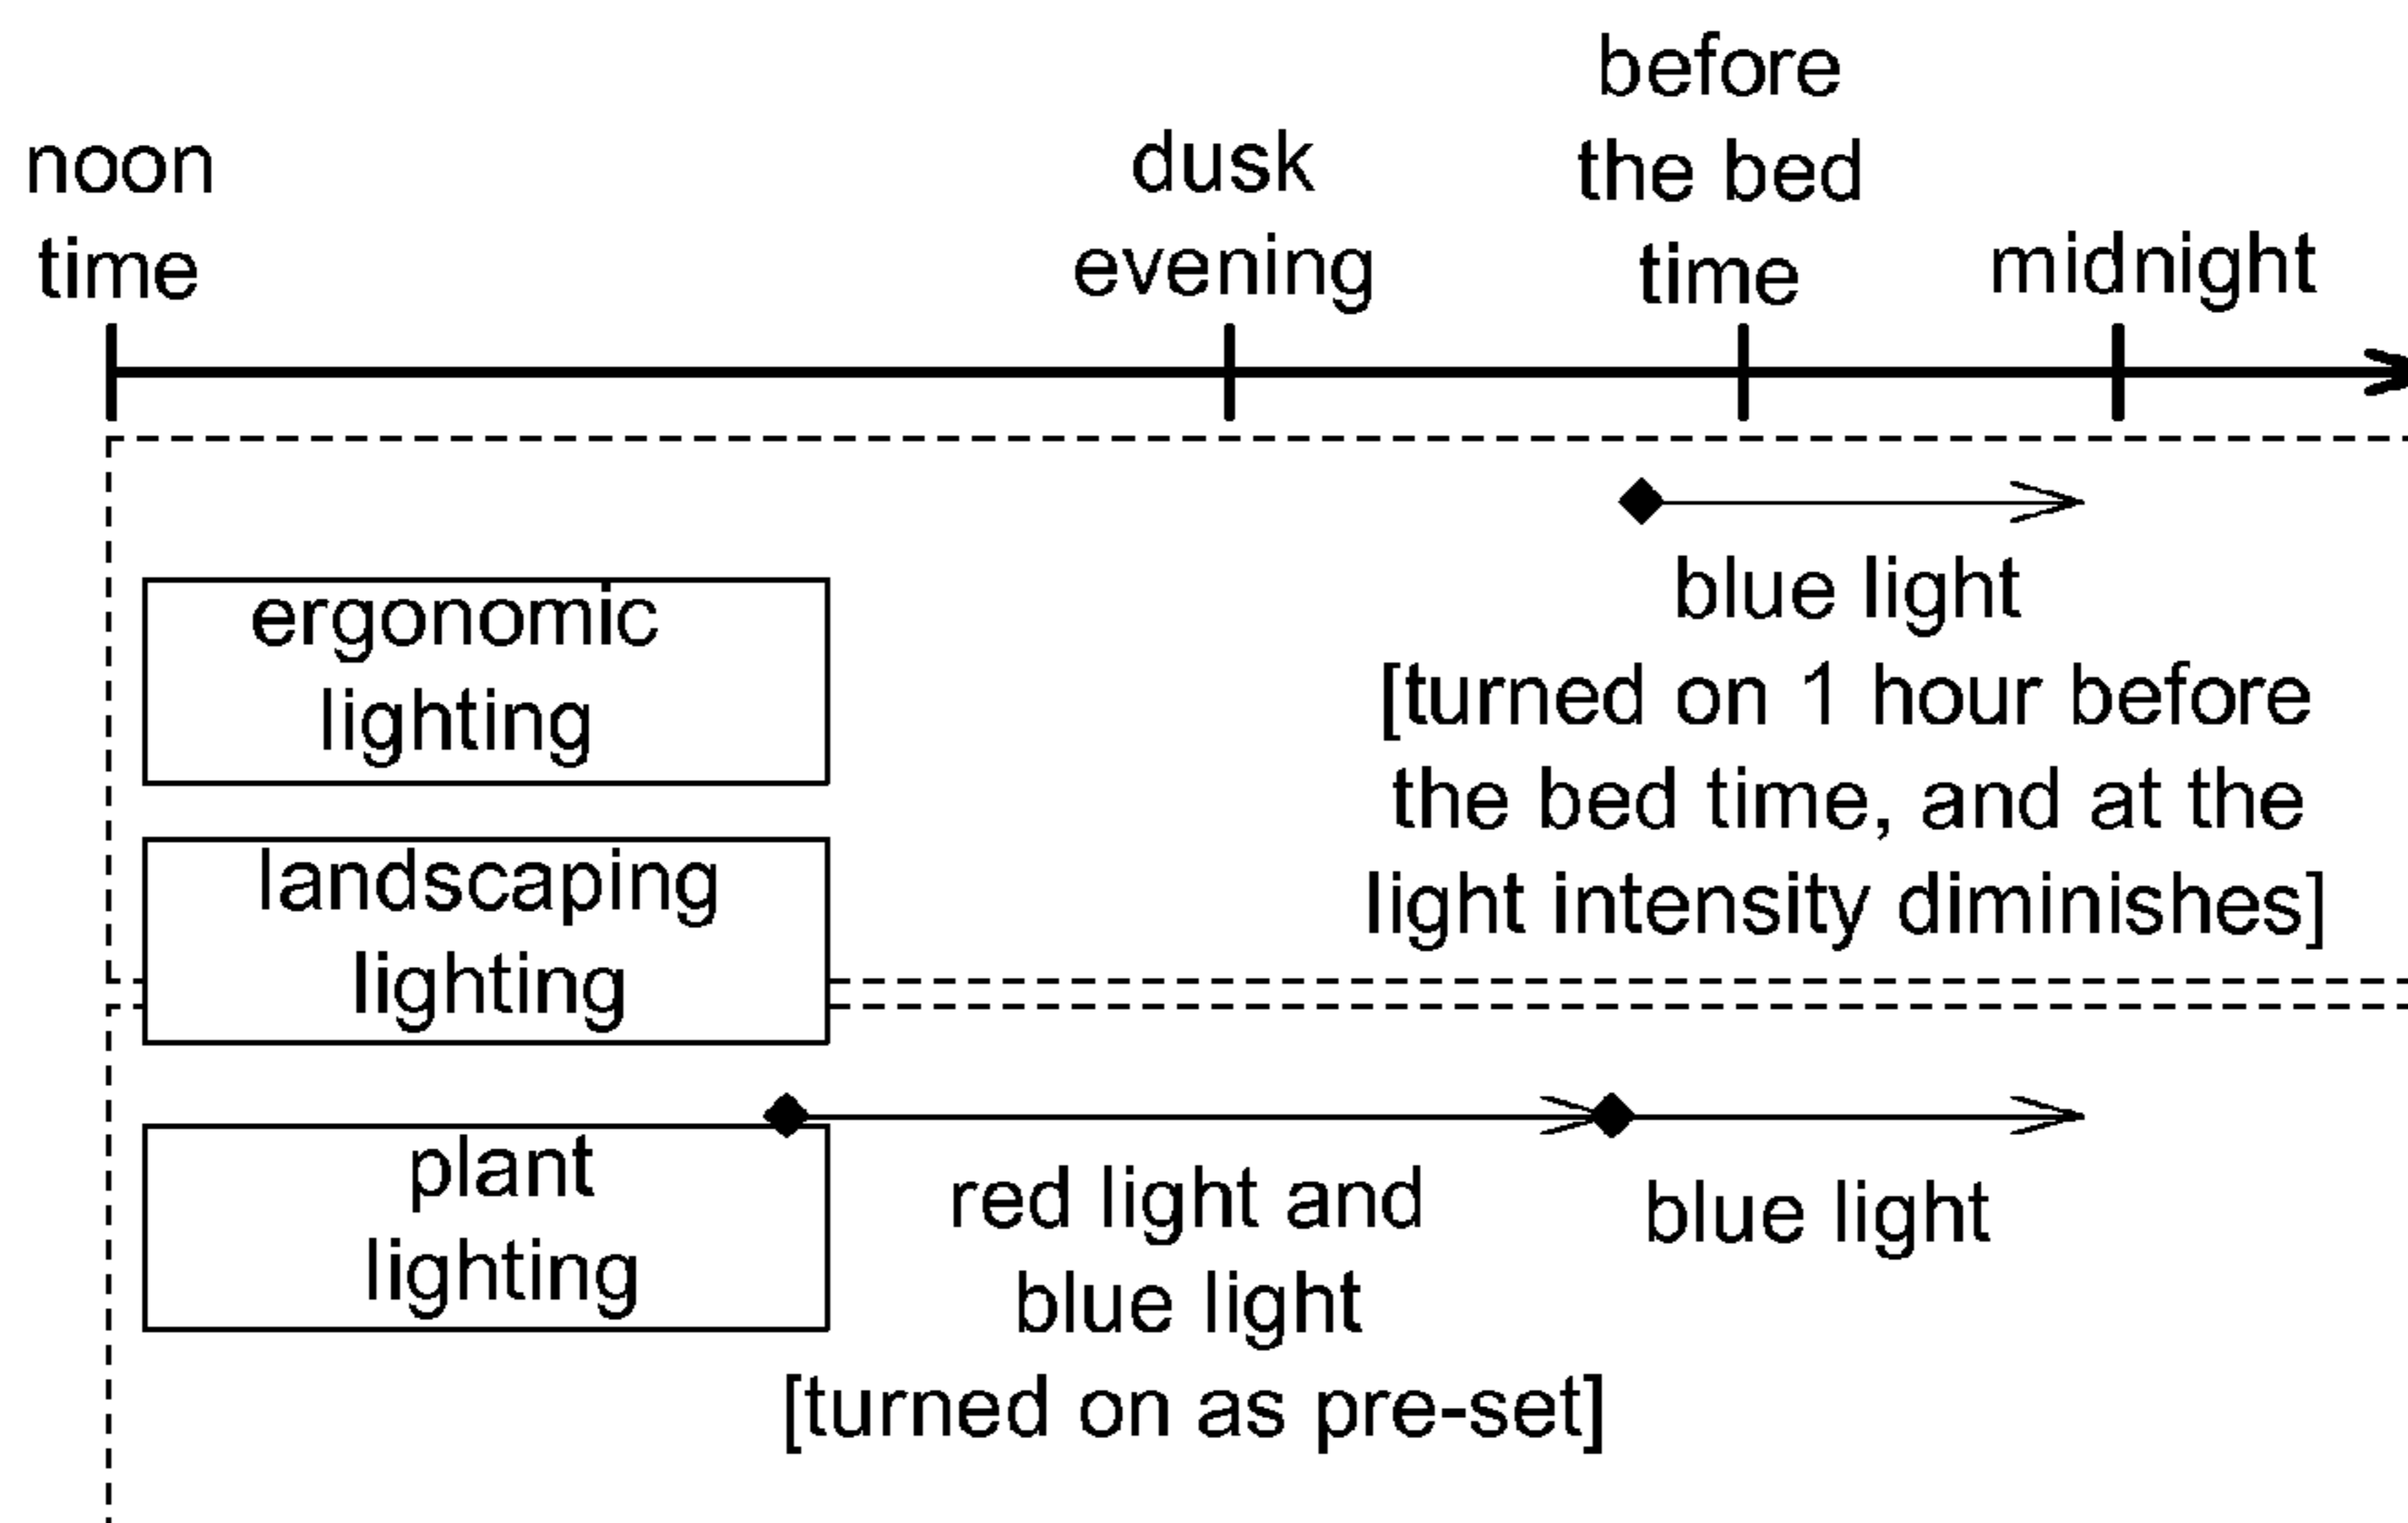 noon
time
dusk
evening
before
the bed
time
midnight
blue light
[turned on 1 hour before
the bed time, and at the
light intensity diminishes]
ergonomic
lighting
landscaping
lighting
plant
lighting
red light and
blue light
[turned on as pre-set]
blue light